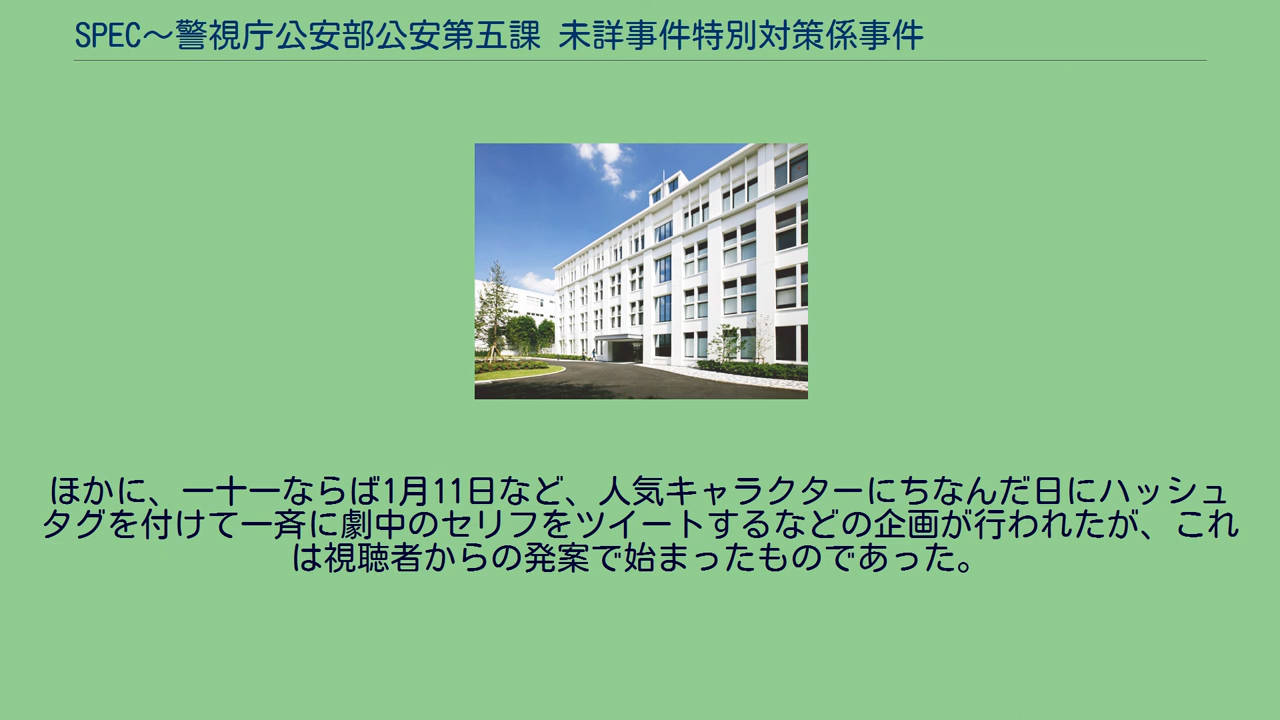 SPEC～警視庁公安部公安第五課 未詳事件特別対策係事件
ほかに、一十一ならば1月11日など、人気キャラクターにちなんだ日にハッシュ
タグを付けて一斉に劇中のセリフをツイートするなどの企画が行われたが、これ
は視聴者からの発案で始まったものであった。